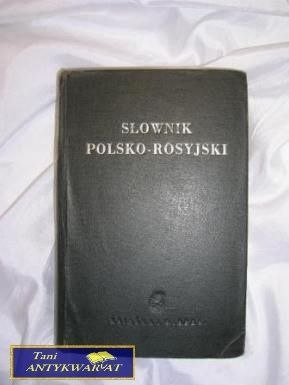 SŁOWNIK
POLSKO-ROSYJSKI
Tani
ANTYKWARIAT